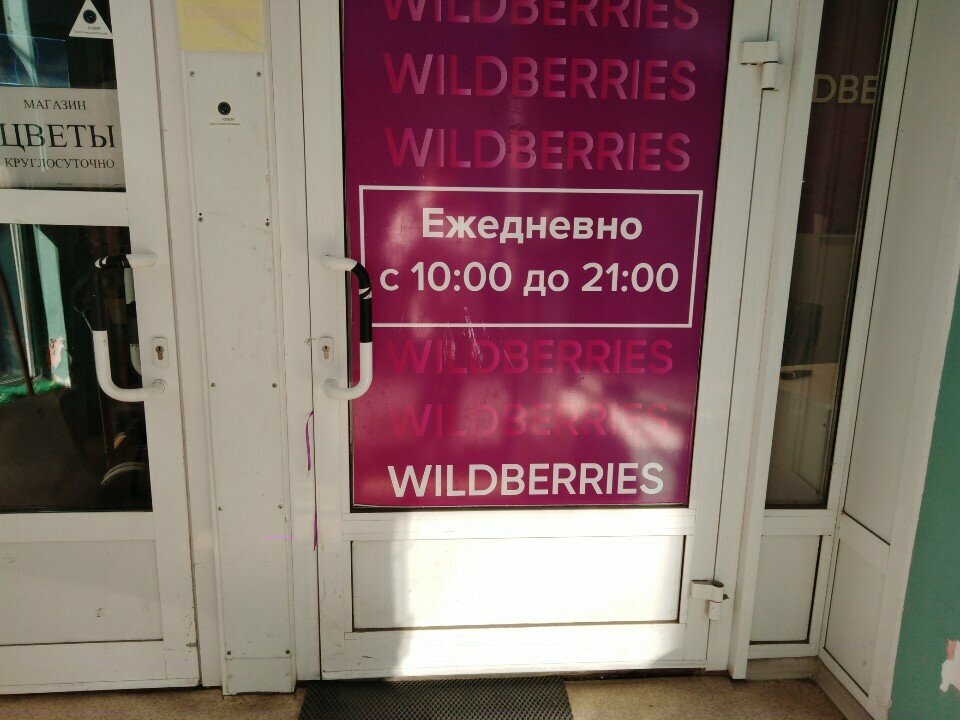 МАГАЗИН
ЦВЕТЫ
КРУГЛОСУТОЧНО
WILDBERRIES
WILDBERRIES
WILDBERRIES
Ежедневно
с 10:00 до 21:00
WILDBERRIES
WILDBERRIES
WILDBERRIES
DBE